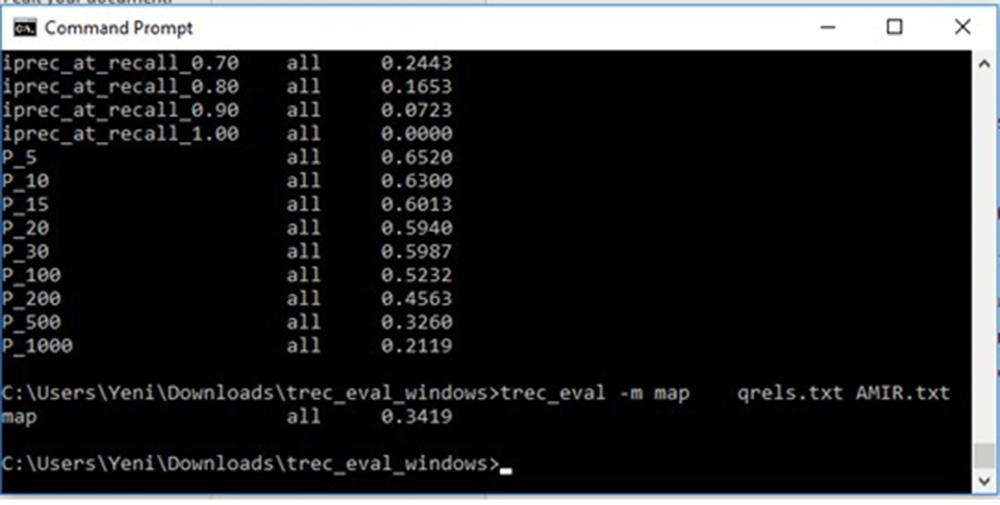 Command Prompt
iprec_at_recall_0.70 all 0.2443
iprec_at_recall_0.80 all 0.1653
iprec_at_recall_0.90 all 0.0723
iprec_at_recall_1.00 all 0.0000
P_5 all 0.6520
P_10 all 0.6300
P_15 all 0.6013
P_20 all 0.5940
P_30 all 0.5987
P_100 all 0.5232
P_200 all 0.4563
P_500 all 0.3260
P_1000 all 0.2119
C:\Users\Yeni\Downloads\trec_eval_windows>trec_eval -m map qrels.txt AMIR.txt
map all 0.3419
C:\Users\Yeni\Downloads\trec_eval_windows>